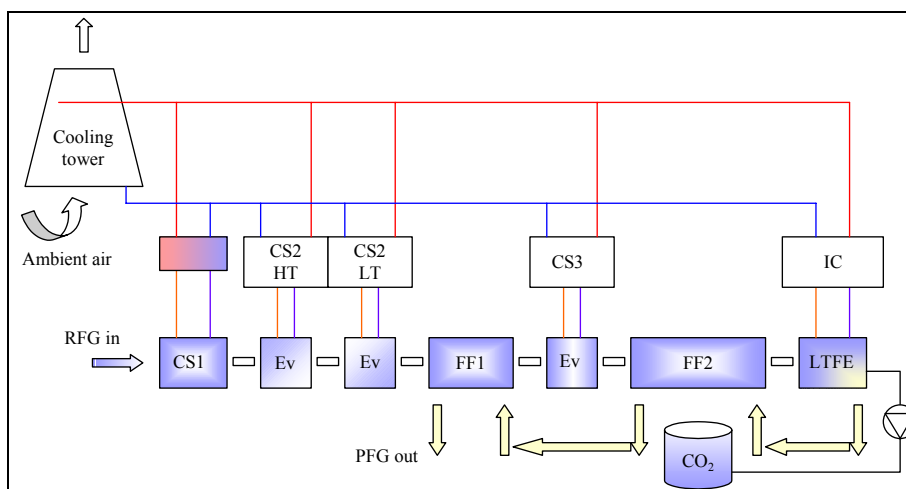 Cooling
tower
Ambient air
CS2
HT
CS2
LT
CS3
IC
RFG in
CS1
Ev
Ev
FF1
Ev
FF2
LTFE
PFG out
CO₂